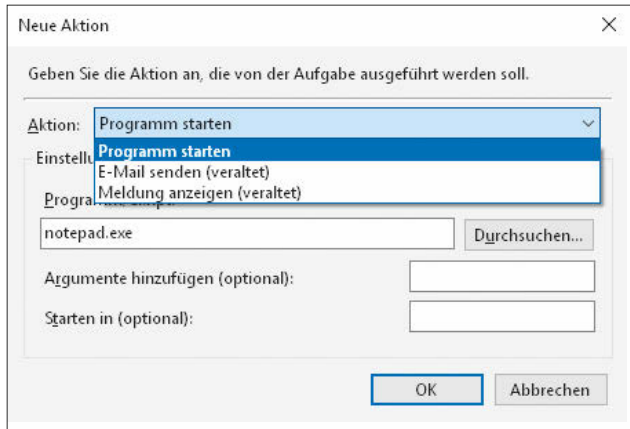 Neue Aktion
Geben Sie die Aktion an, die von der Aufgabe ausgeführt werden soll.
Aktion: Programm starten
Programm starten
E-Mail senden (veraltet)
Meldung anzeigen (veraltet)
notepad.exe Durchsuchen...
Argumente hinzufügen (optional):
Starten in (optional):
OK Abbrechen